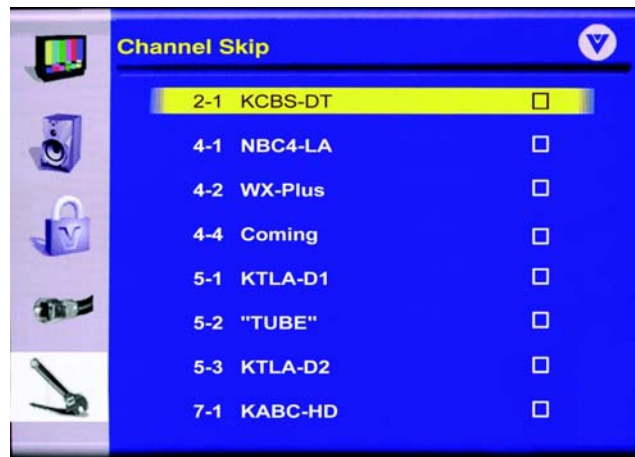 Channel Skip
2-1 KCBS-DT
4-1 NBC4-LA
4-2 WX-Plus
4-4 Coming
5-1 KTLA-D1
5-2 "TUBE"
5-3 KTLA-D2
7-1 KABC-HD